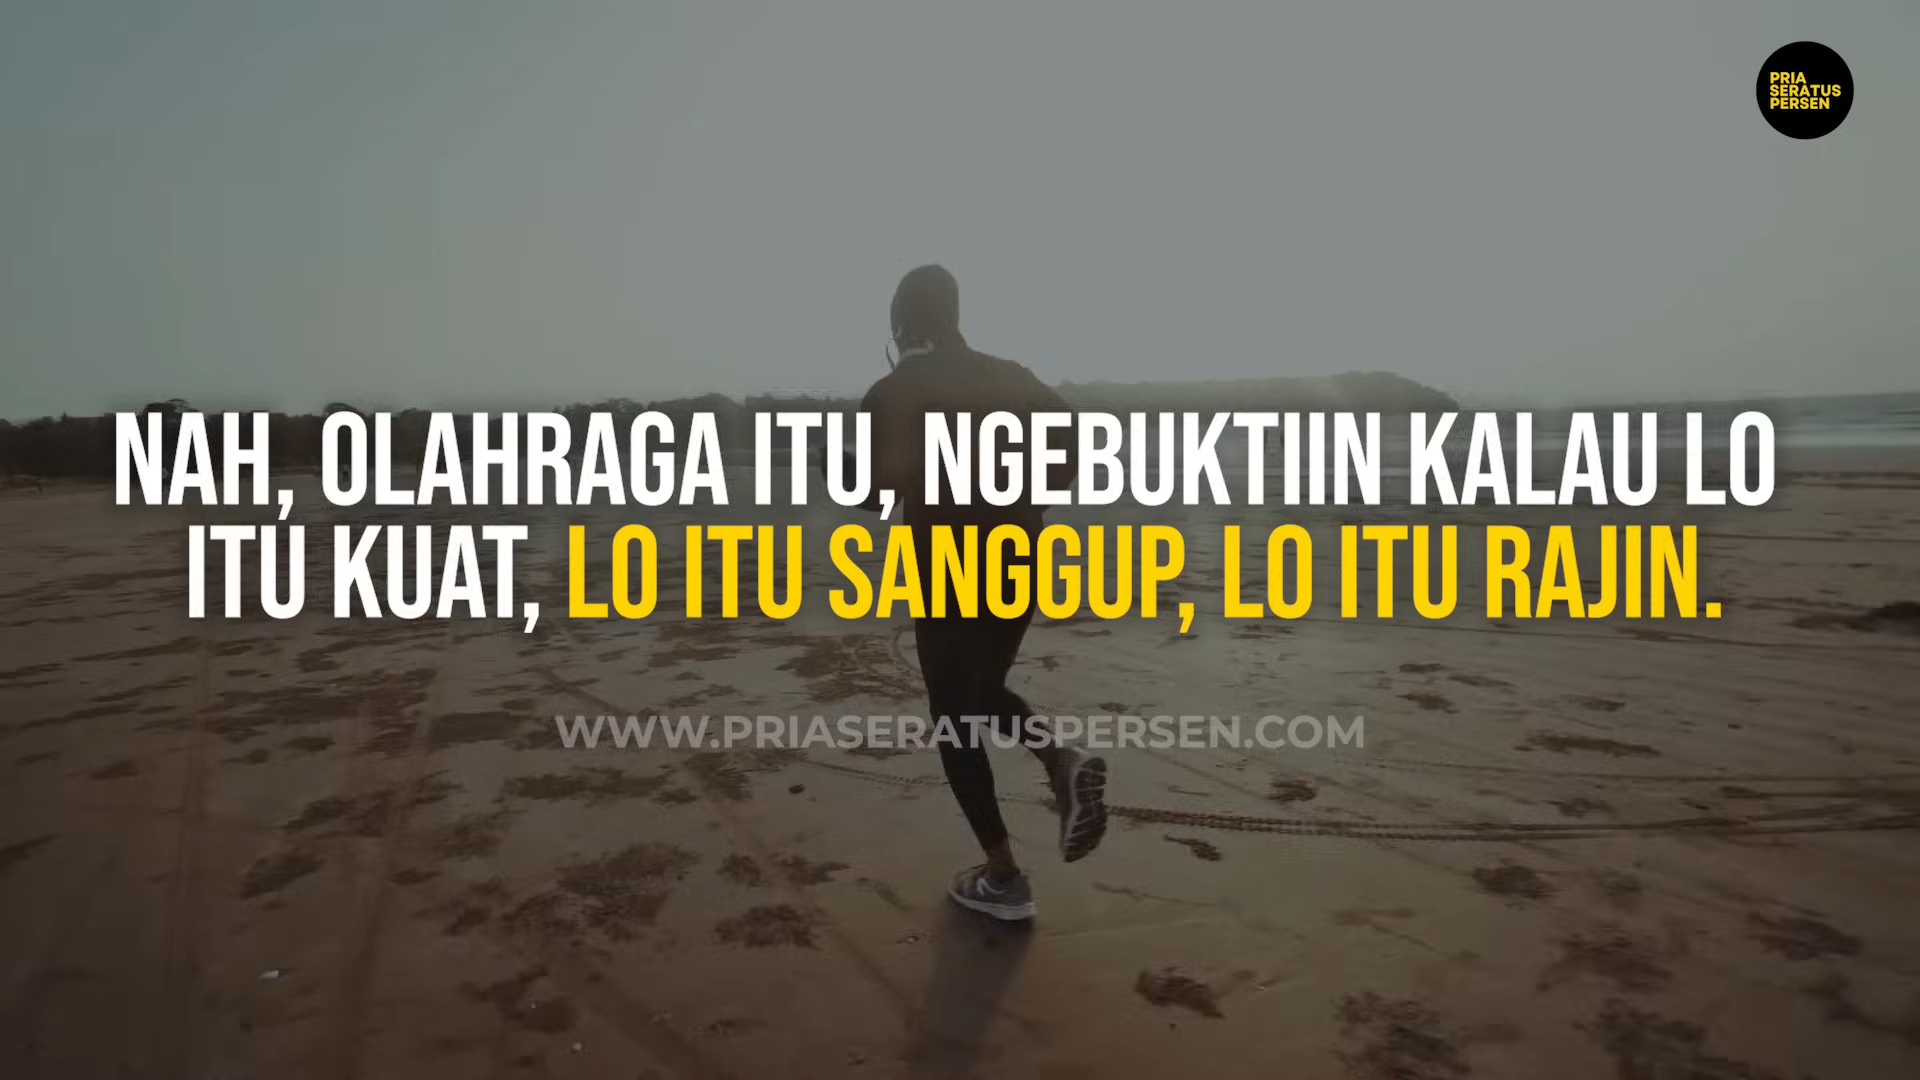 PRIA
SERATUS
PERSEN
NAH, OLAHRAGA ITU, NGEBUKTIIN KALAU LO
ITU KUAT, LO ITU SANGGUP, LO ITU RAJIN.
WWW.PRIASERATUSPERSEN.COM